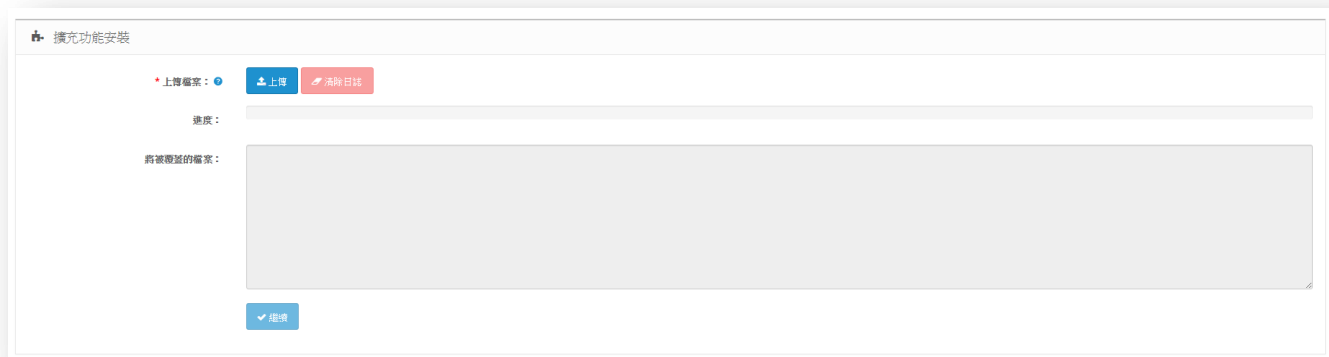 擴充功能安裝
* 上傳檔案：
上傳
清除日誌
進度：
將被覆蓋的檔案：
繼續